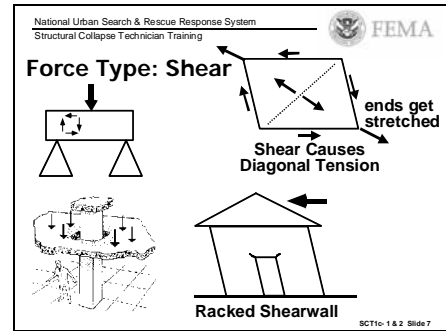 National Urban Search & Rescue Response System
Structural Collapse Technician Training
FEMA
Force Type: Shear
ends get
stretched
Shear Causes
Diagonal Tension
Racked Shearwall
SCT1c- 1 & 2 Slide 7